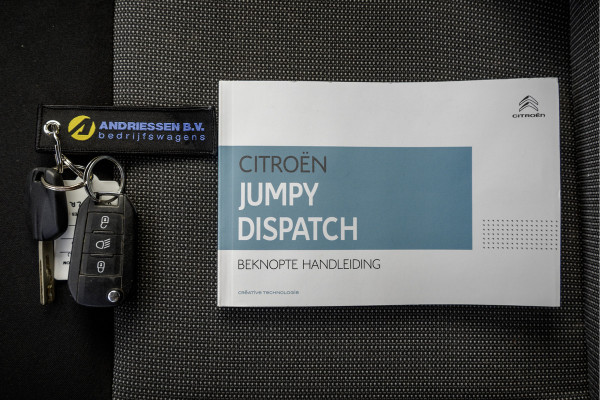 ANDRIESSEN B.V.
bedrijfswagens
CITROËN
CITROËN
JUMPY
DISPATCH
BEKNOPTE HANDLEIDING
CRÉATIVE TECHNOLOGIE